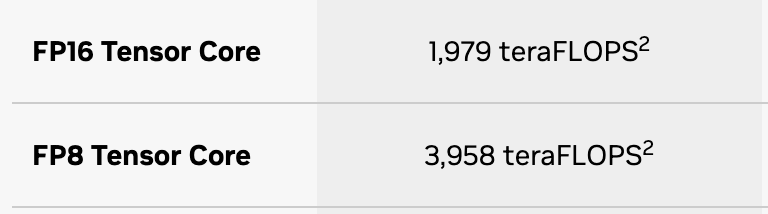 FP16 Tensor Core 1,979 teraFLOPS²
FP8 Tensor Core 3,958 teraFLOPS²